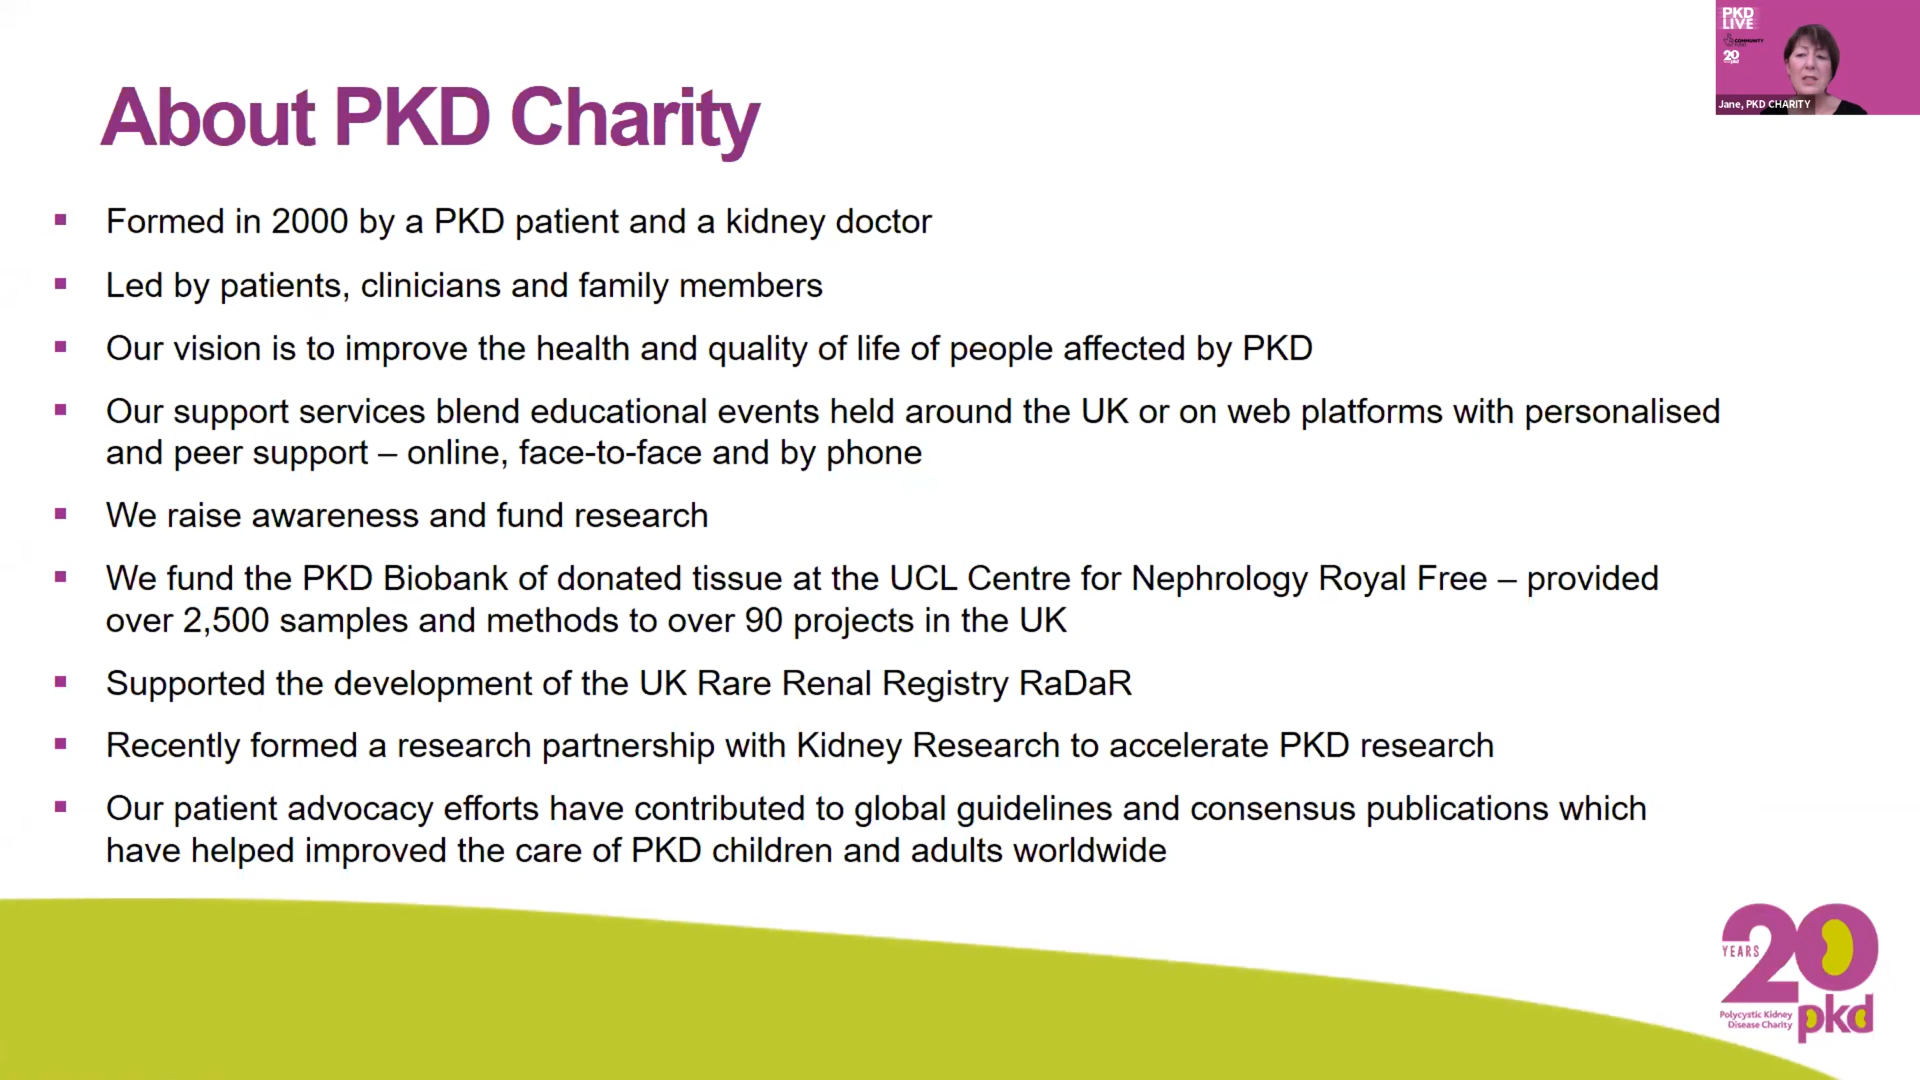 PKD
LIVE
COMMUNITY
20
pkd
Jane, PKD CHARITY
About PKD Charity
Formed in 2000 by a PKD patient and a kidney doctor
Led by patients, clinicians and family members
Our vision is to improve the health and quality of life of people affected by PKD
Our support services blend educational events held around the UK or on web platforms with personalised
and peer support – online, face-to-face and by phone
We raise awareness and fund research
We fund the PKD Biobank of donated tissue at the UCL Centre for Nephrology Royal Free – provided
over 2,500 samples and methods to over 90 projects in the UK
Supported the development of the UK Rare Renal Registry RaDaR
Recently formed a research partnership with Kidney Research to accelerate PKD research
Our patient advocacy efforts have contributed to global guidelines and consensus publications which
have helped improved the care of PKD children and adults worldwide
20
YEARS
Polycystic Kidney
Disease Charity
pkd